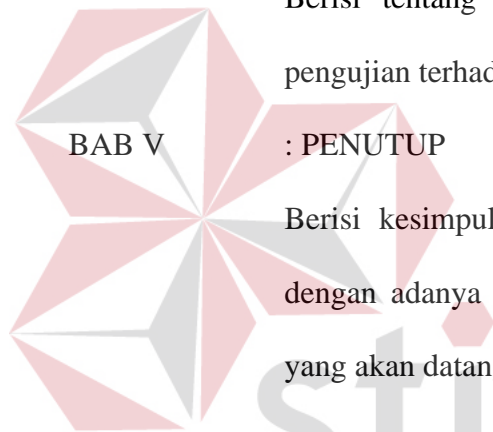 Berisi tentang
pengujian terhad
BAB V : PENUTUP
Berisi kesimpul
dengan adanya
yang akan datan
sti